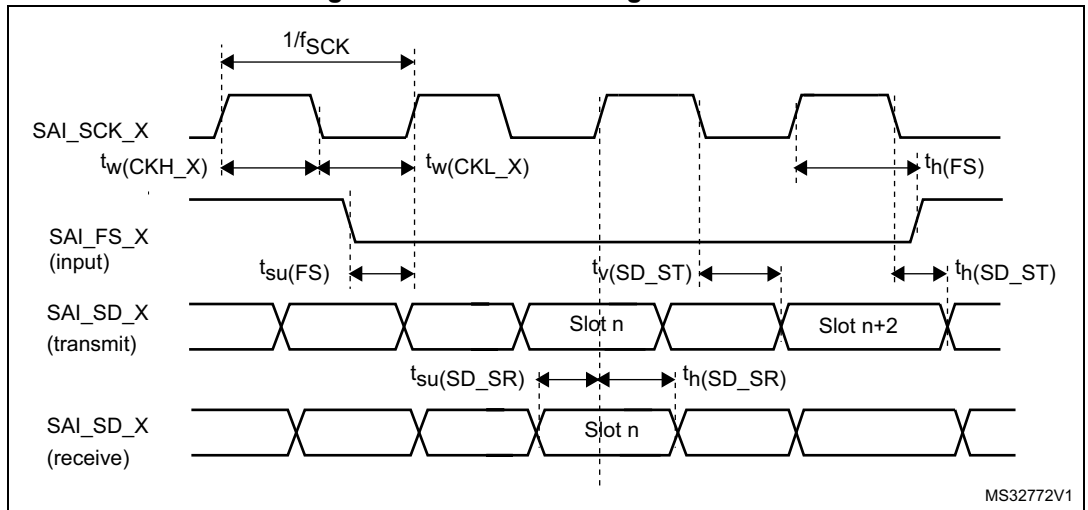 1/fSCK
SAI_SCK_X
tw(CKH_X)
tw(CKL_X)
th(FS)
SAI_FS_X
(input)
tsu(FS)
tv(SD_ST)
th(SD_ST)
SAI_SD_X
(transmit)
Slot n
Slot n+2
tsu(SD_SR)
th(SD_SR)
SAI_SD_X
(receive)
Slot n
MS32772V1